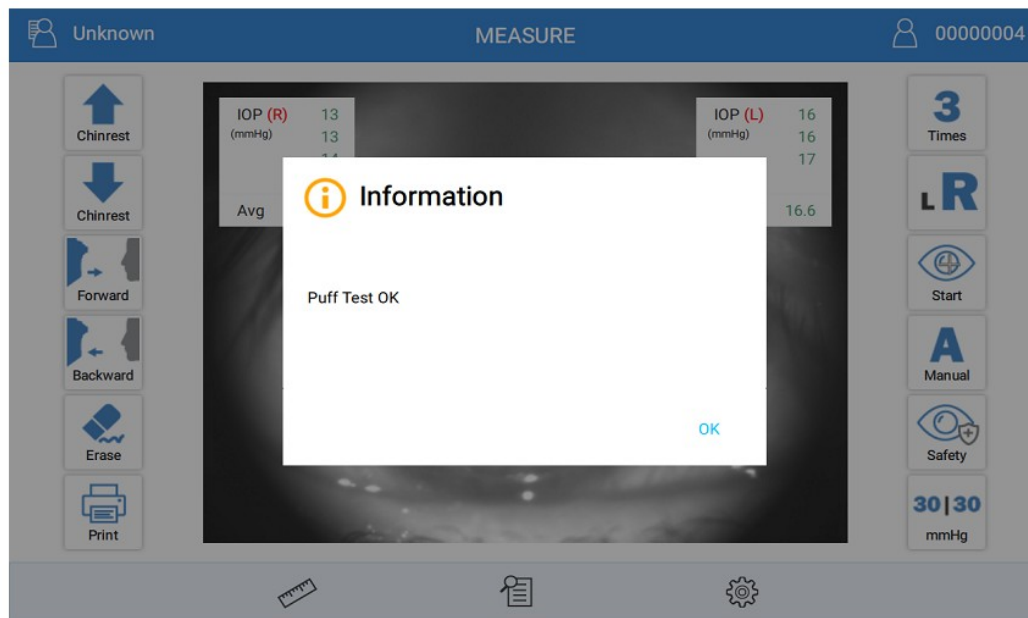 Unknown
MEASURE
00000004
Chinrest
Chinrest
Forward
Backward
Erase
Print
IOP (R) 13
(mmHg) 13
Avg
IOP (L) 16
(mmHg) 16
17
16.6
Information
Puff Test OK
OK
3
Times
L R
Start
A
Manual
Safety
30|30
mmHg